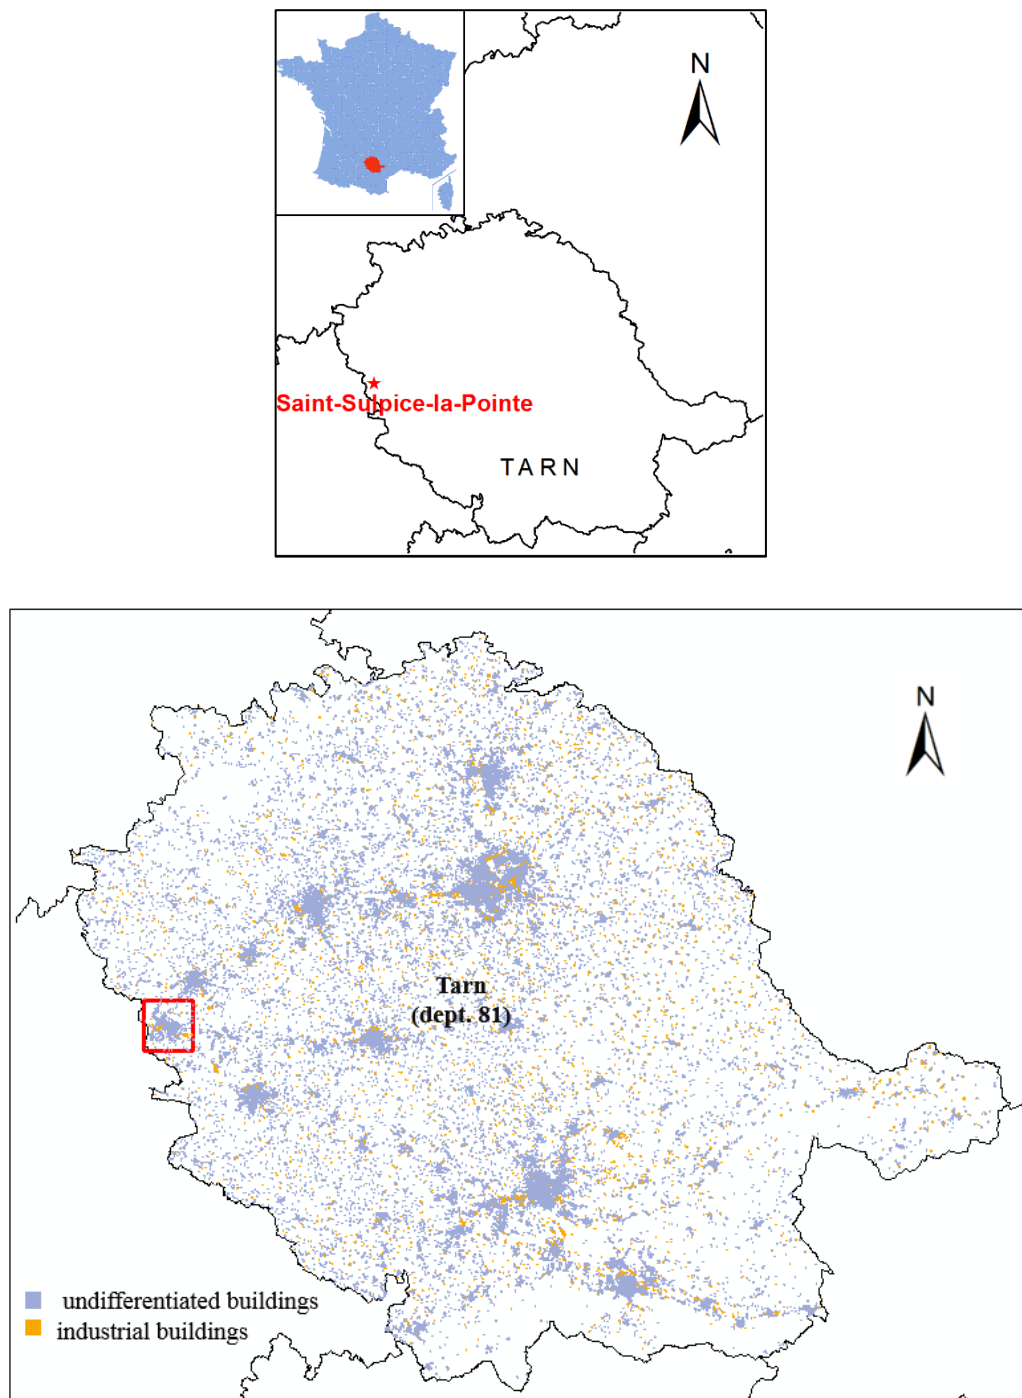 N
Saint-Sulpice-la-Pointe
TARN
N
Tarn
(dept. 81)
undifferentiated buildings
industrial buildings